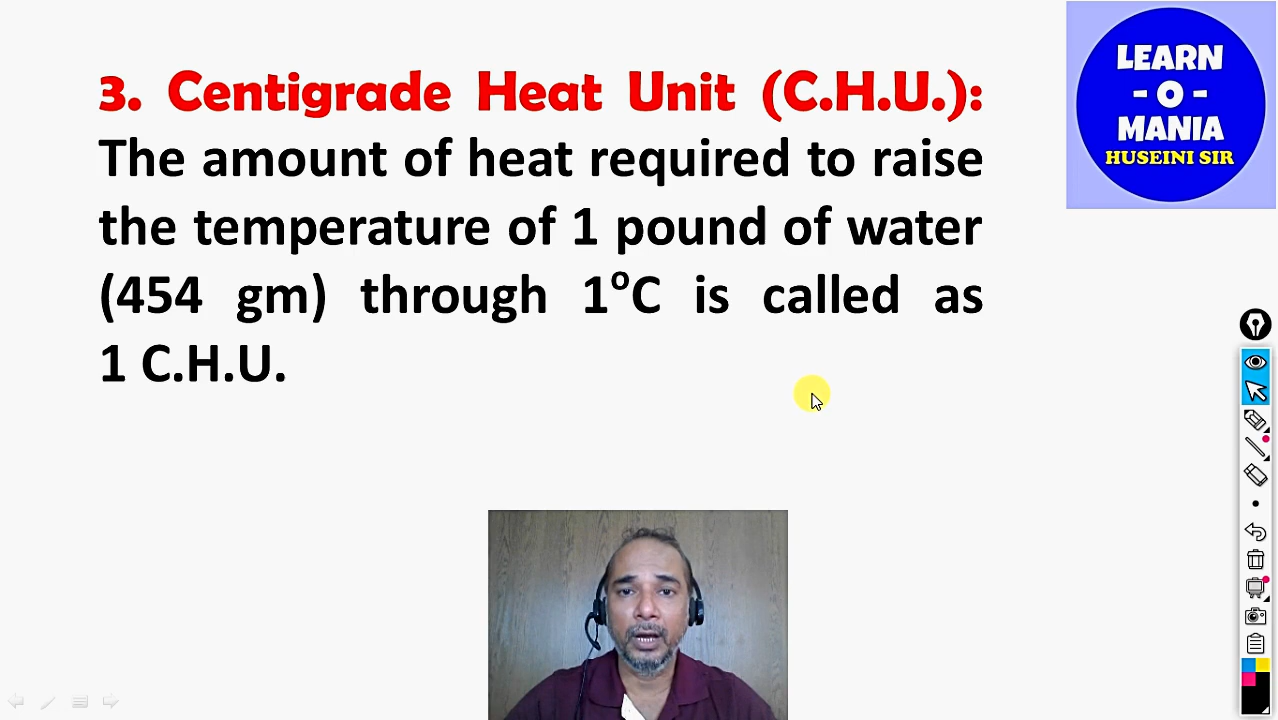 3. Centigrade Heat Unit (C.H.U.):
The amount of heat required to raise
the temperature of 1 pound of water
(454 gm) through 1⁰C is called as
1 C.H.U.
LEARN
- O -
MANIA
HUSEINI SIR